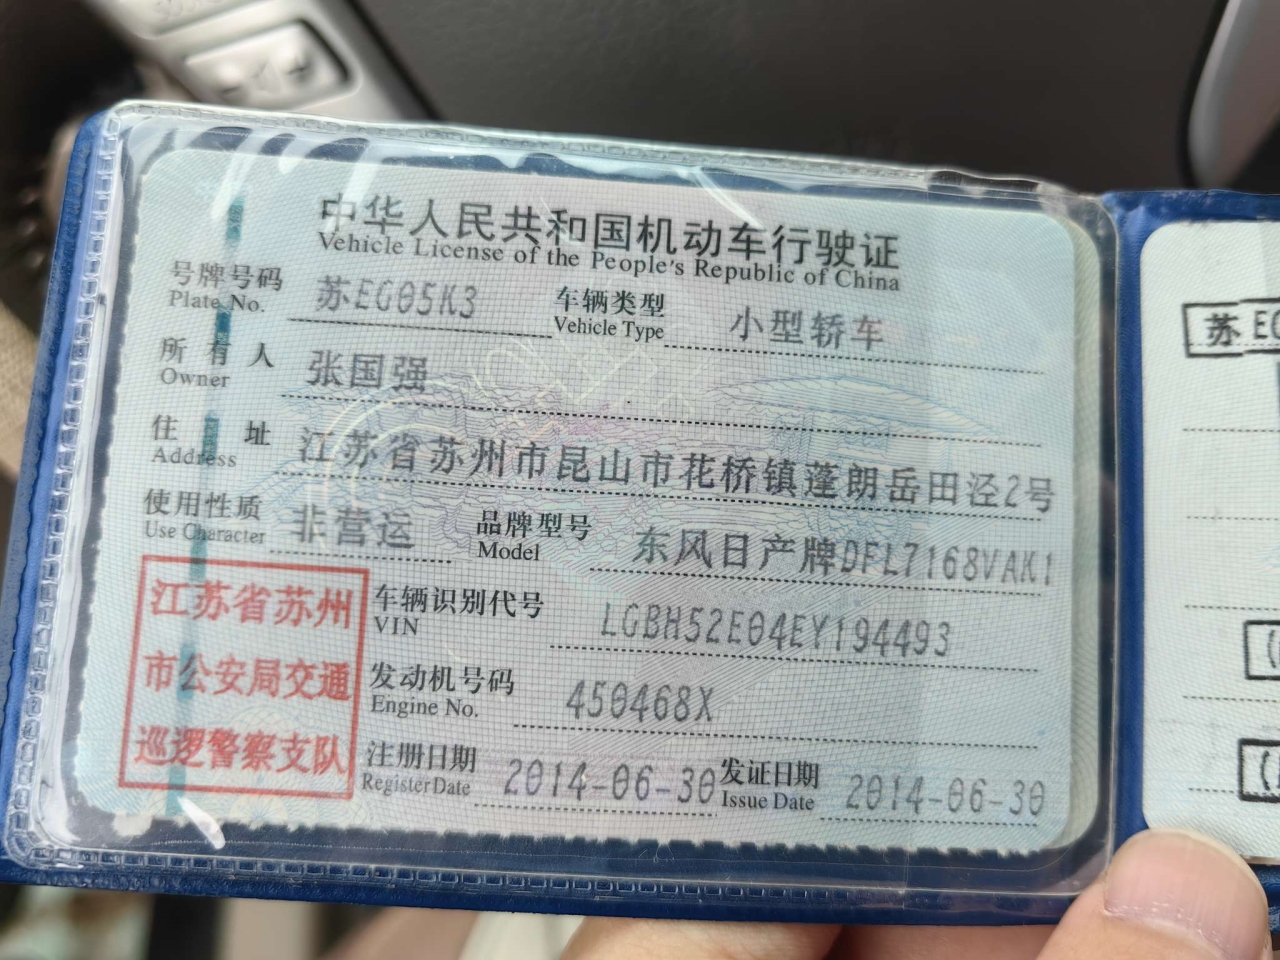 中华人民共和国机动车行驶证
Vehicle License of the People's Republic of China
号牌号码 苏EG05K3 车辆类型 小型轿车
Plate No. Vehicle Type
所有人 张国强
Owner
住址 江苏省苏州市昆山市花桥镇蓬朗岳田泾2号
Address
使用性质 非营运 品牌型号 东风日产牌DFL7168VAK1
Use Character Model
江苏省苏州
市公安局交通
巡逻警察支队
车辆识别代号 LGBH52E04EY194493
VIN
发动机号码 450468X
Engine No.
注册日期 2014-06-30 发证日期 2014-06-30
Register Date Issue Date
苏EG